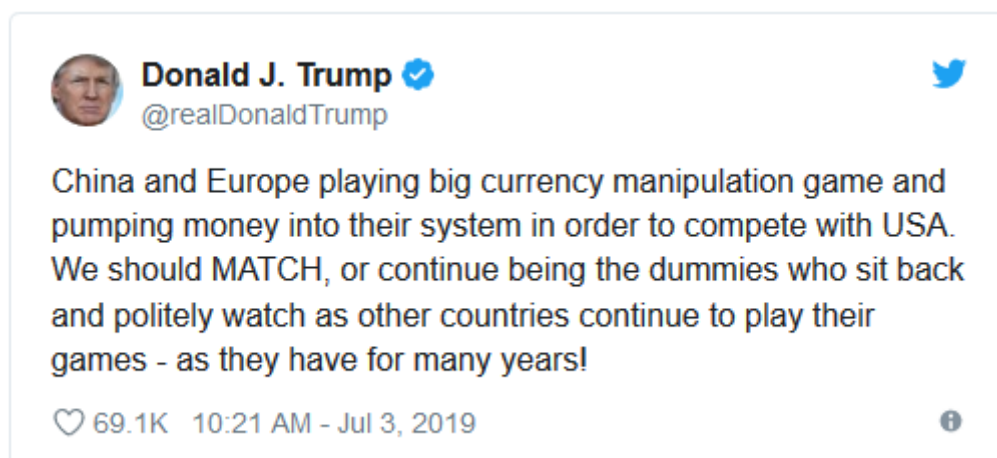 Donald J. Trump
@realDonaldTrump
China and Europe playing big currency manipulation game and
pumping money into their system in order to compete with USA.
We should MATCH, or continue being the dummies who sit back
and politely watch as other countries continue to play their
games - as they have for many years!
69.1K 10:21 AM - Jul 3, 2019